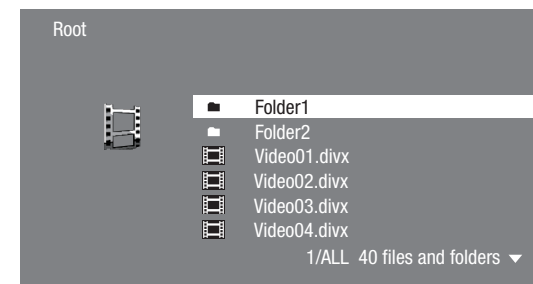 Root
Folder1
Folder2
Video01.divx
Video02.divx
Video03.divx
Video04.divx
1/ALL 40 files and folders